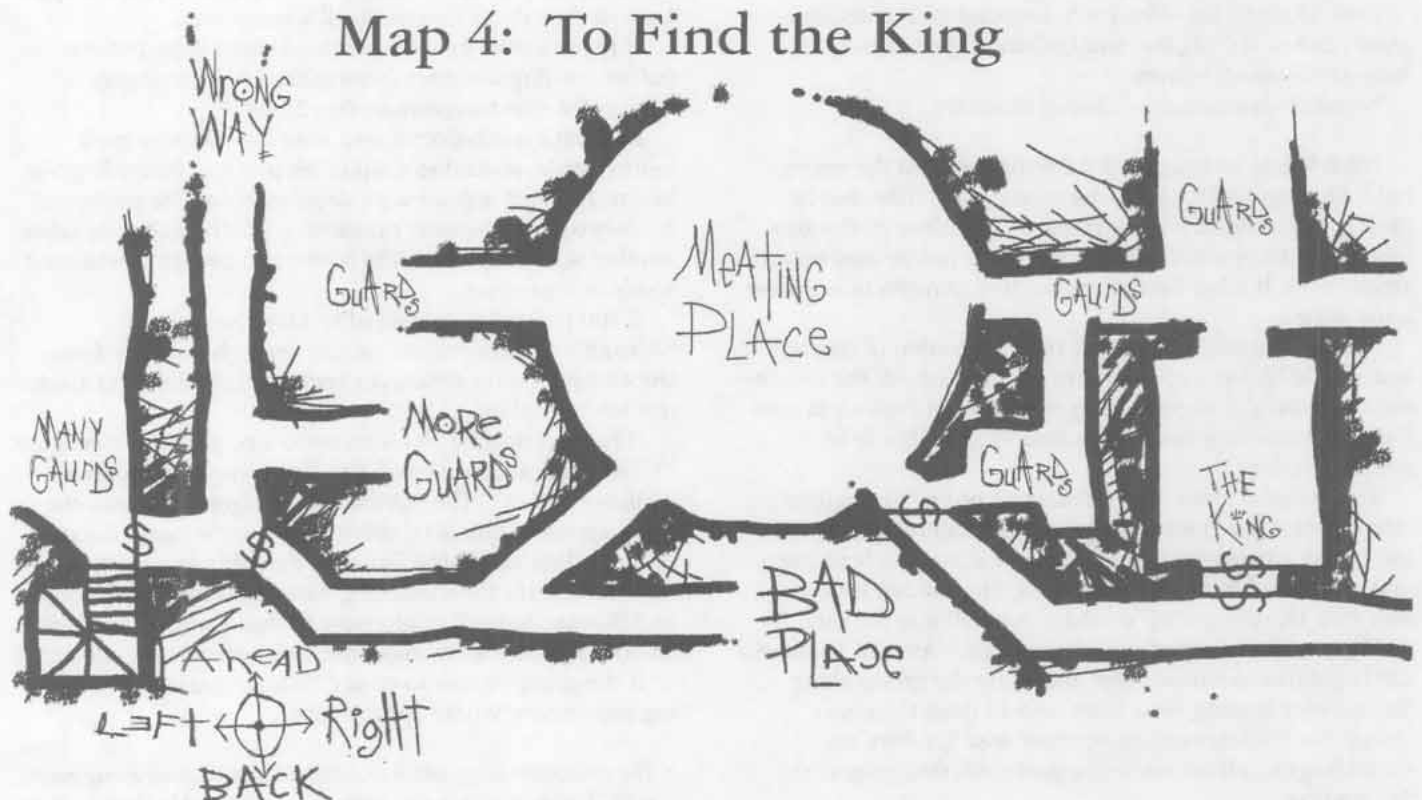 Map 4: To Find the King
WrONG
WAY
GuARDs
MEATiNG
PLAce
GuARDs
GAURDs
MANY
GAURDs
MORe
GUARDs
GuARDs
THE
KiNG
S
S
S
S
S
BAD
PLAce
AheAD
LEFT
RigHT
BACK